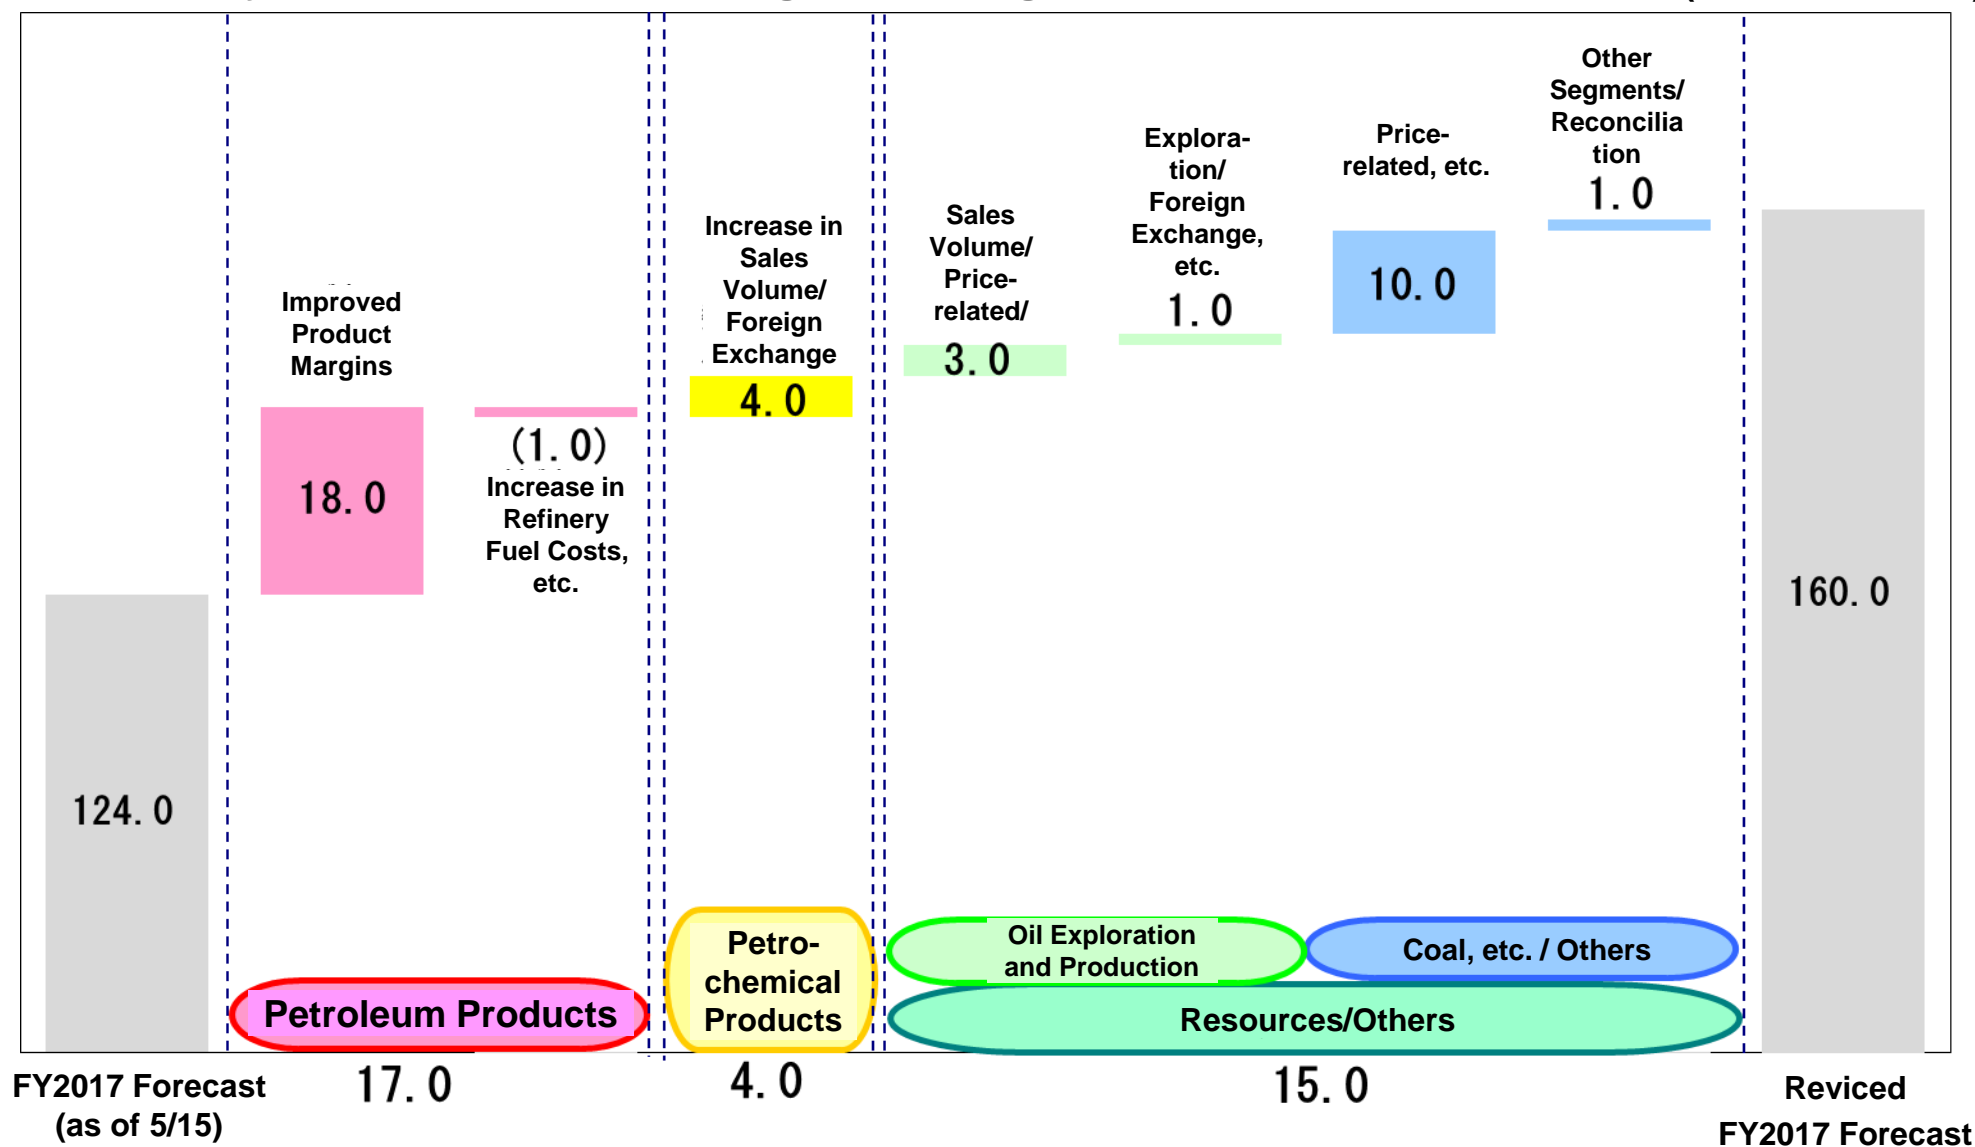 Other
Segments/
Reconcilia
tion
1.0
Price-
related, etc.
10.0
Explora-
tion/
Foreign
Exchange,
etc.
1.0
Sales
Volume/
Price-
related/
3.0
Increase in
Sales
Volume/
Foreign
Exchange
4.0
Improved
Product
Margins
18.0
(1.0)
Increase in
Refinery
Fuel Costs,
etc.
124.0
160.0
Petroleum Products
Petro-
chemical
Products
Oil Exploration
and Production
Coal, etc. / Others
Resources/Others
FY2017 Forecast
(as of 5/15)
17.0
4.0
15.0
Reviced
FY2017 Forecast